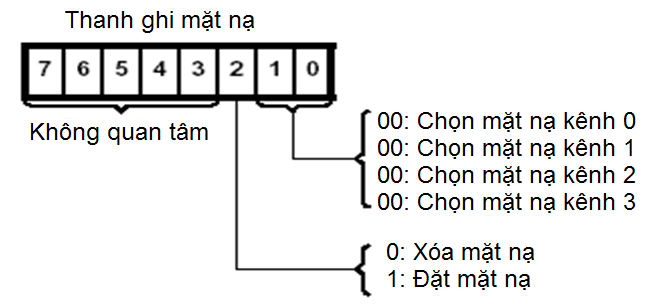 Thanh ghi mặt nạ
7 6 5 4 3 2 1 0
Không quan tâm
00: Chọn mặt nạ kênh 0
00: Chọn mặt nạ kênh 1
00: Chọn mặt nạ kênh 2
00: Chọn mặt nạ kênh 3
0: Xóa mặt nạ
1: Đặt mặt nạ